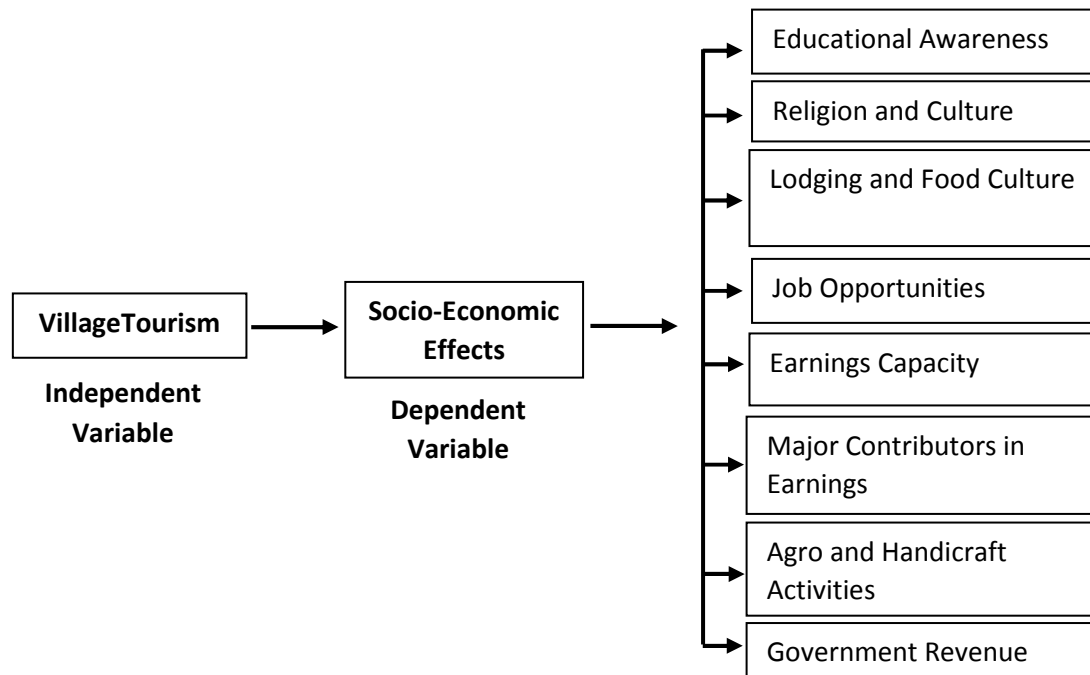 VillageTourism
Independent
Variable
Socio-Economic
Effects
Dependent
Variable
Educational Awareness
Religion and Culture
Lodging and Food Culture
Job Opportunities
Earnings Capacity
Major Contributors in
Earnings
Agro and Handicraft
Activities
Government Revenue